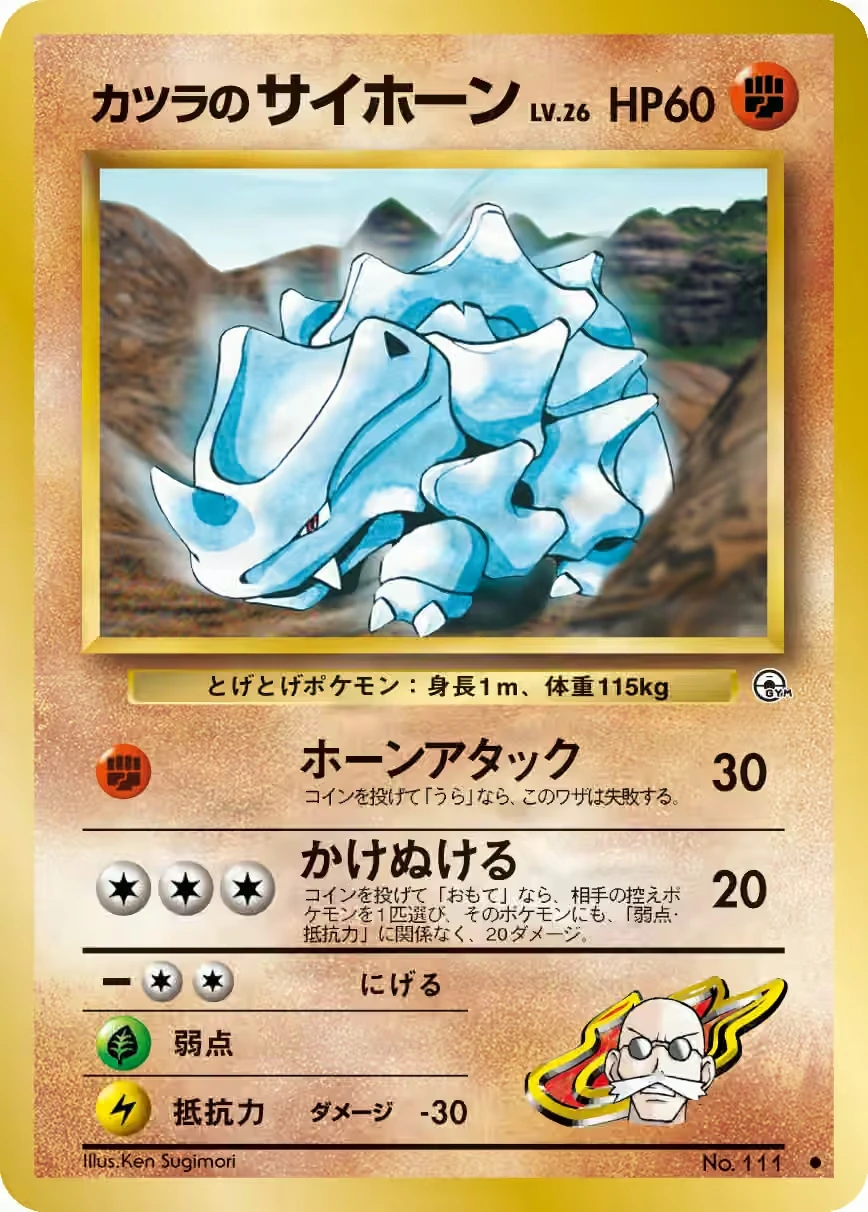 カツラのサイホーン LV.26 HP60
とげとげポケモン：身長1m、体重115kg
GYM
ホーンアタック 30
コインを投げて「うら」なら、このワザは失敗する。
かけぬける 20
コインを投げて「おもて」なら、相手の控えポ
ケモンを1匹選び、そのポケモンにも、「弱点・
抵抗力」に関係なく、20ダメージ。
にげる
弱点
抵抗力 ダメージ -30
Illus.Ken Sugimori No. 111